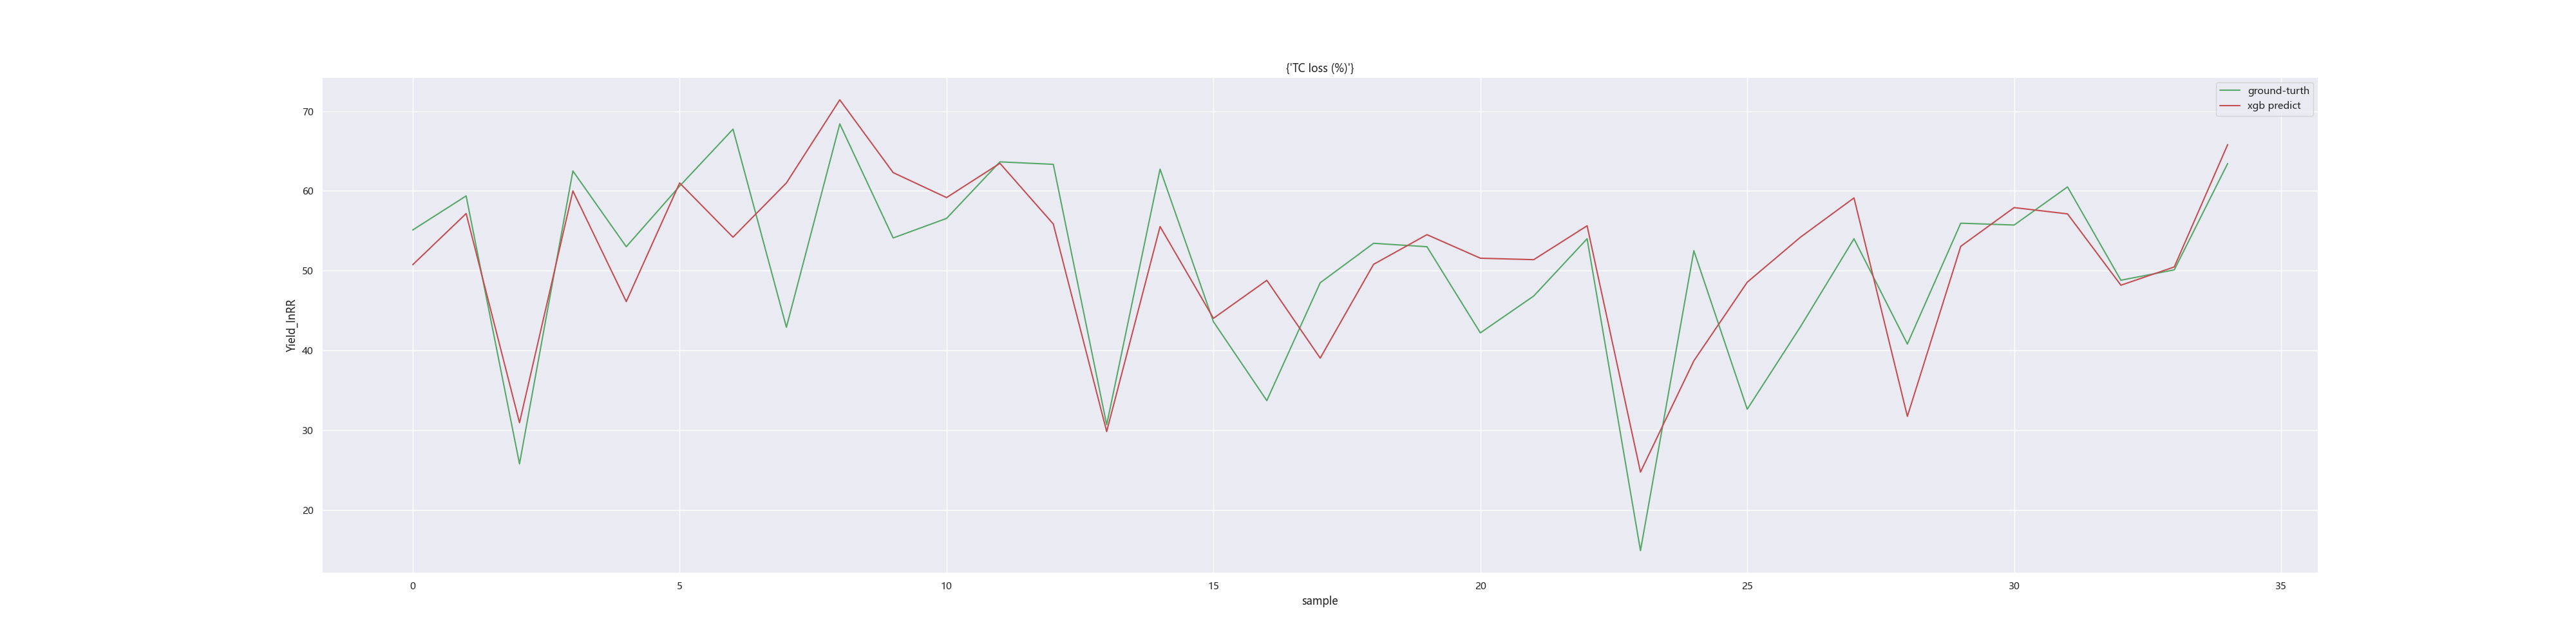 {'TC loss (%)'}
ground-turth
xgb predict
70
60
50
40
30
20
Yield_lnRR
0 5 10 15 20 25 30 35
sample